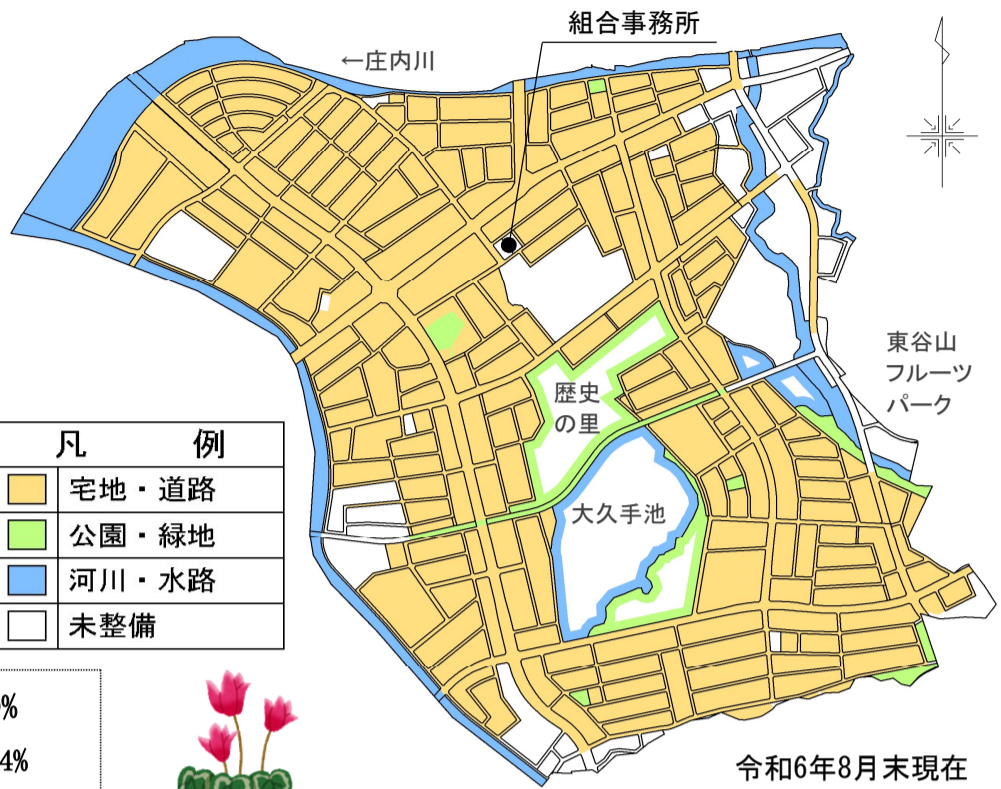 組合事務所
←庄内川
東谷山
フルーツ
パーク
歴史
の里
大久手池
凡 例
宅地・道路
公園・緑地
河川・水路
未整備
%
4%
令和6年8月末現在